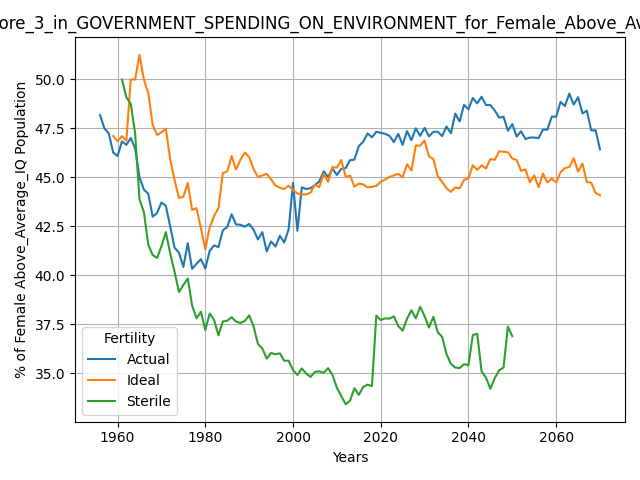 ore_3_in_GOVERNMENT_SPENDING_ON_ENVIRONMENT_for_Female_Above_Av
% of Female Above_Average_IQ Population
50.0
47.5
45.0
42.5
40.0
37.5
35.0
Fertility
Actual
Ideal
Sterile
1960
1980
2000
2020
2040
2060
Years